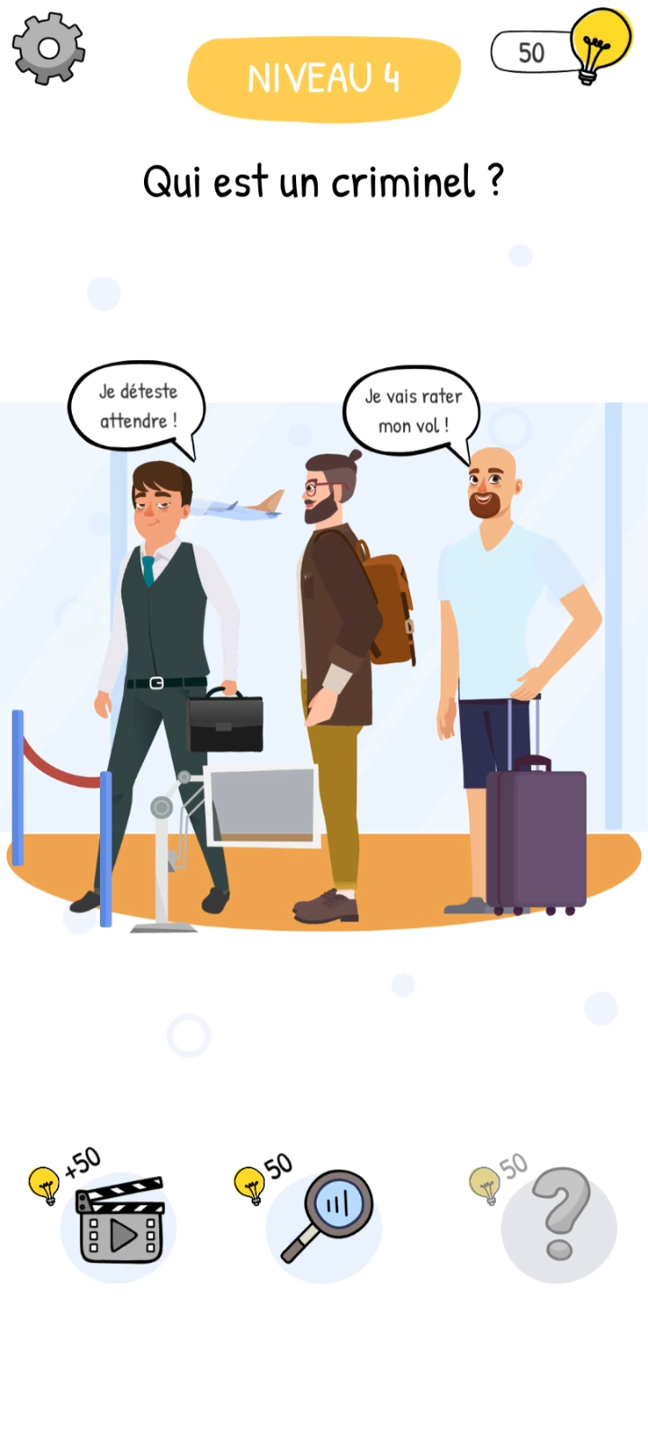 50
NIVEAU 4
Qui est un criminel ?
Je déteste
attendre !
Je vais rater
mon vol !
+50
50
50
?